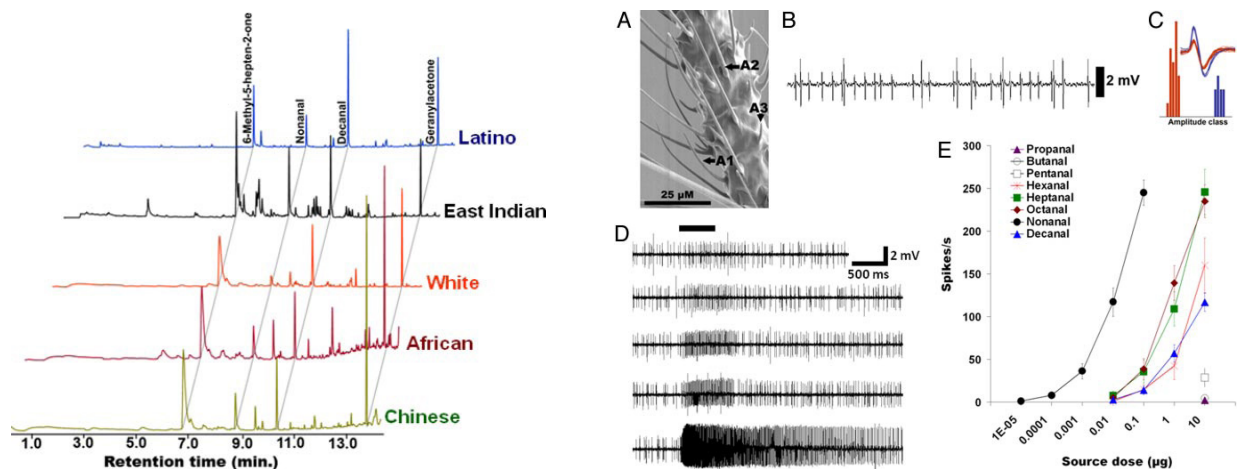 6-Methyl-5-hepten-2-one
Nonanal
Decanal
Geranylacetone
Latino
East Indian
White
African
Chinese
1.0 3.0 5.0 7.0 9.0 11.0 13.0
Retention time (min.)
A
A2
A3
A1
25 µM
B
2 mV
C
Amplitude class
D
2 mV
500 ms
E
Propanal
Butanal
Pentanal
Hexanal
Heptanal
Octanal
Nonanal
Decanal
300
250
200
150
100
50
0
Spikes/s
1E-05 0.0001 0.001 0.01 0.1 1 10
Source dose (µg)